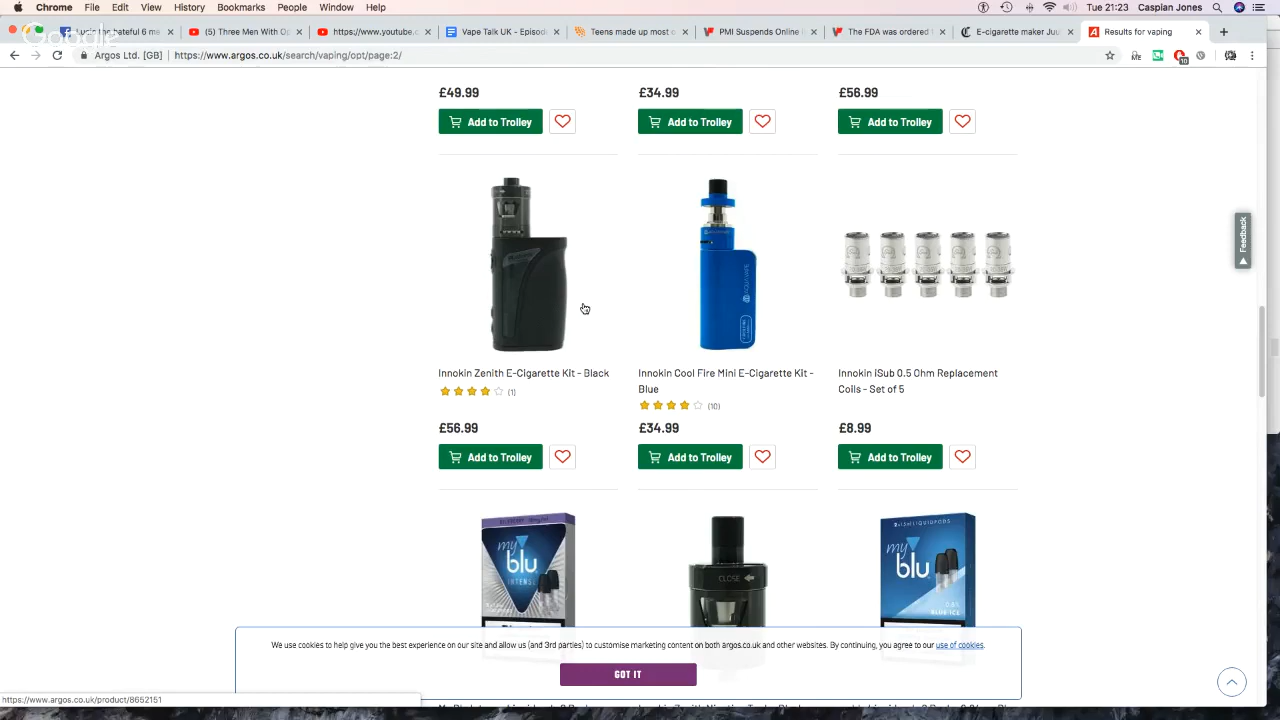 Chrome File Edit View History Bookmarks People Window Help
Tue 21:23 Caspian Jones
(5) Three Men With Op
https://www.youtube.c
Vape Talk UK - Episod
Teens made up most o
PMI Suspends Online
The FDA was ordered
E-cigarette maker Juu
Results for vaping
Argos Ltd. [GB] https://www.argos.co.uk/search/vaping/opt/page:2/
10
£49.99 £34.99 £56.99
Add to Trolley Add to Trolley Add to Trolley
Feedback
Innokin Zenith E-Cigarette Kit - Black
(1)
£56.99
Add to Trolley
Innokin Cool Fire Mini E-Cigarette Kit -
Blue
(10)
£34.99
Add to Trolley
Innokin iSub 0.5 Ohm Replacement
Coils - Set of 5
£8.99
Add to Trolley
my
blu
INTENSE
CLOSE
my
blu
BLUE ICE
We use cookies to help give you the best experience on our site and allow us (and 3rd parties) to customise marketing content on both argos.co.uk and other websites. By continuing, you agree to our use of cookies.
GOT IT
https://www.argos.co.uk/product/8652151